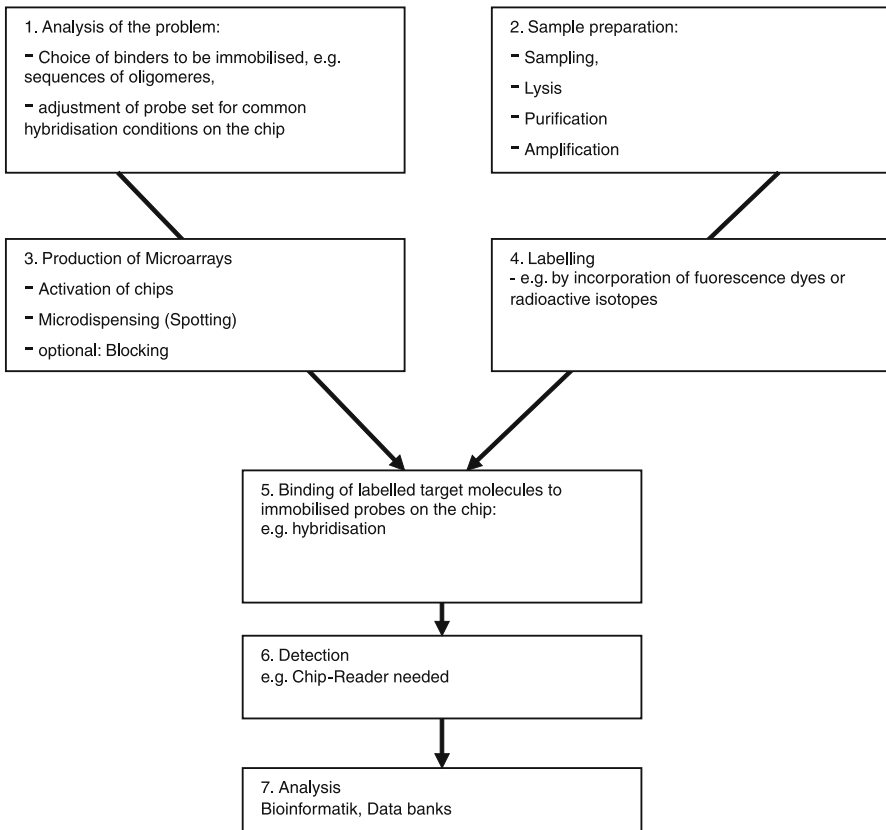 1. Analysis of the problem:
- Choice of binders to be immobilised, e.g.
sequences of oligomeres,
- adjustment of probe set for common
hybridisation conditions on the chip
2. Sample preparation:
- Sampling,
- Lysis
- Purification
- Amplification
3. Production of Microarrays
- Activation of chips
- Microdispensing (Spotting)
- optional: Blocking
4. Labelling
- e.g. by incorporation of fuorescence dyes or
radioactive isotopes
5. Binding of labelled target molecules to
immobilised probes on the chip:
e.g. hybridisation
6. Detection
e.g. Chip-Reader needed
7. Analysis
Bioinformatik, Data banks